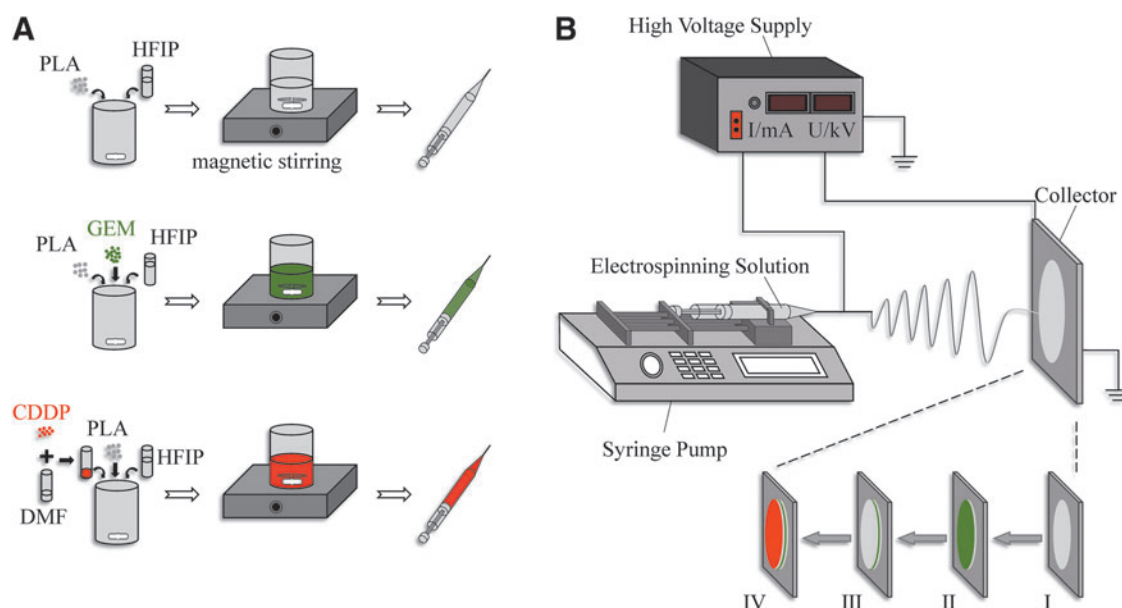 A
PLA
HFIP
magnetic stirring
GEM
PLA
HFIP
CDDP
PLA
+
HFIP
DMF
B
High Voltage Supply
I/mA U/kV
Collector
Electrospinning Solution
Syringe Pump
IV
III
II
I